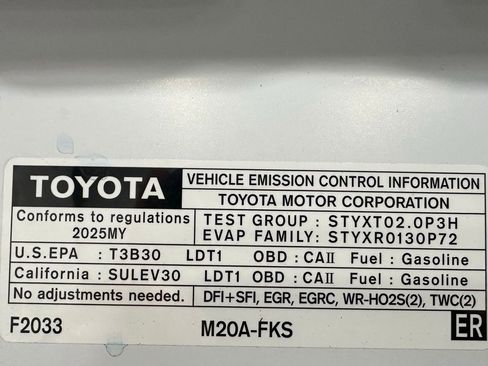 TOYOTA
VEHICLE EMISSION CONTROL INFORMATION
TOYOTA MOTOR CORPORATION
Conforms to regulations
2025MY
TEST GROUP : STYXT02.0P3H
EVAP FAMILY: STYXR0130P72
U.S.EPA : T3B30 LDT1 OBD : CAII Fuel : Gasoline
California : SULEV30 LDT1 OBD : CAII Fuel : Gasoline
No adjustments needed. DFI+SFI, EGR, EGRC, WR-HO2S(2), TWC(2)
F2033 M20A-FKS ER